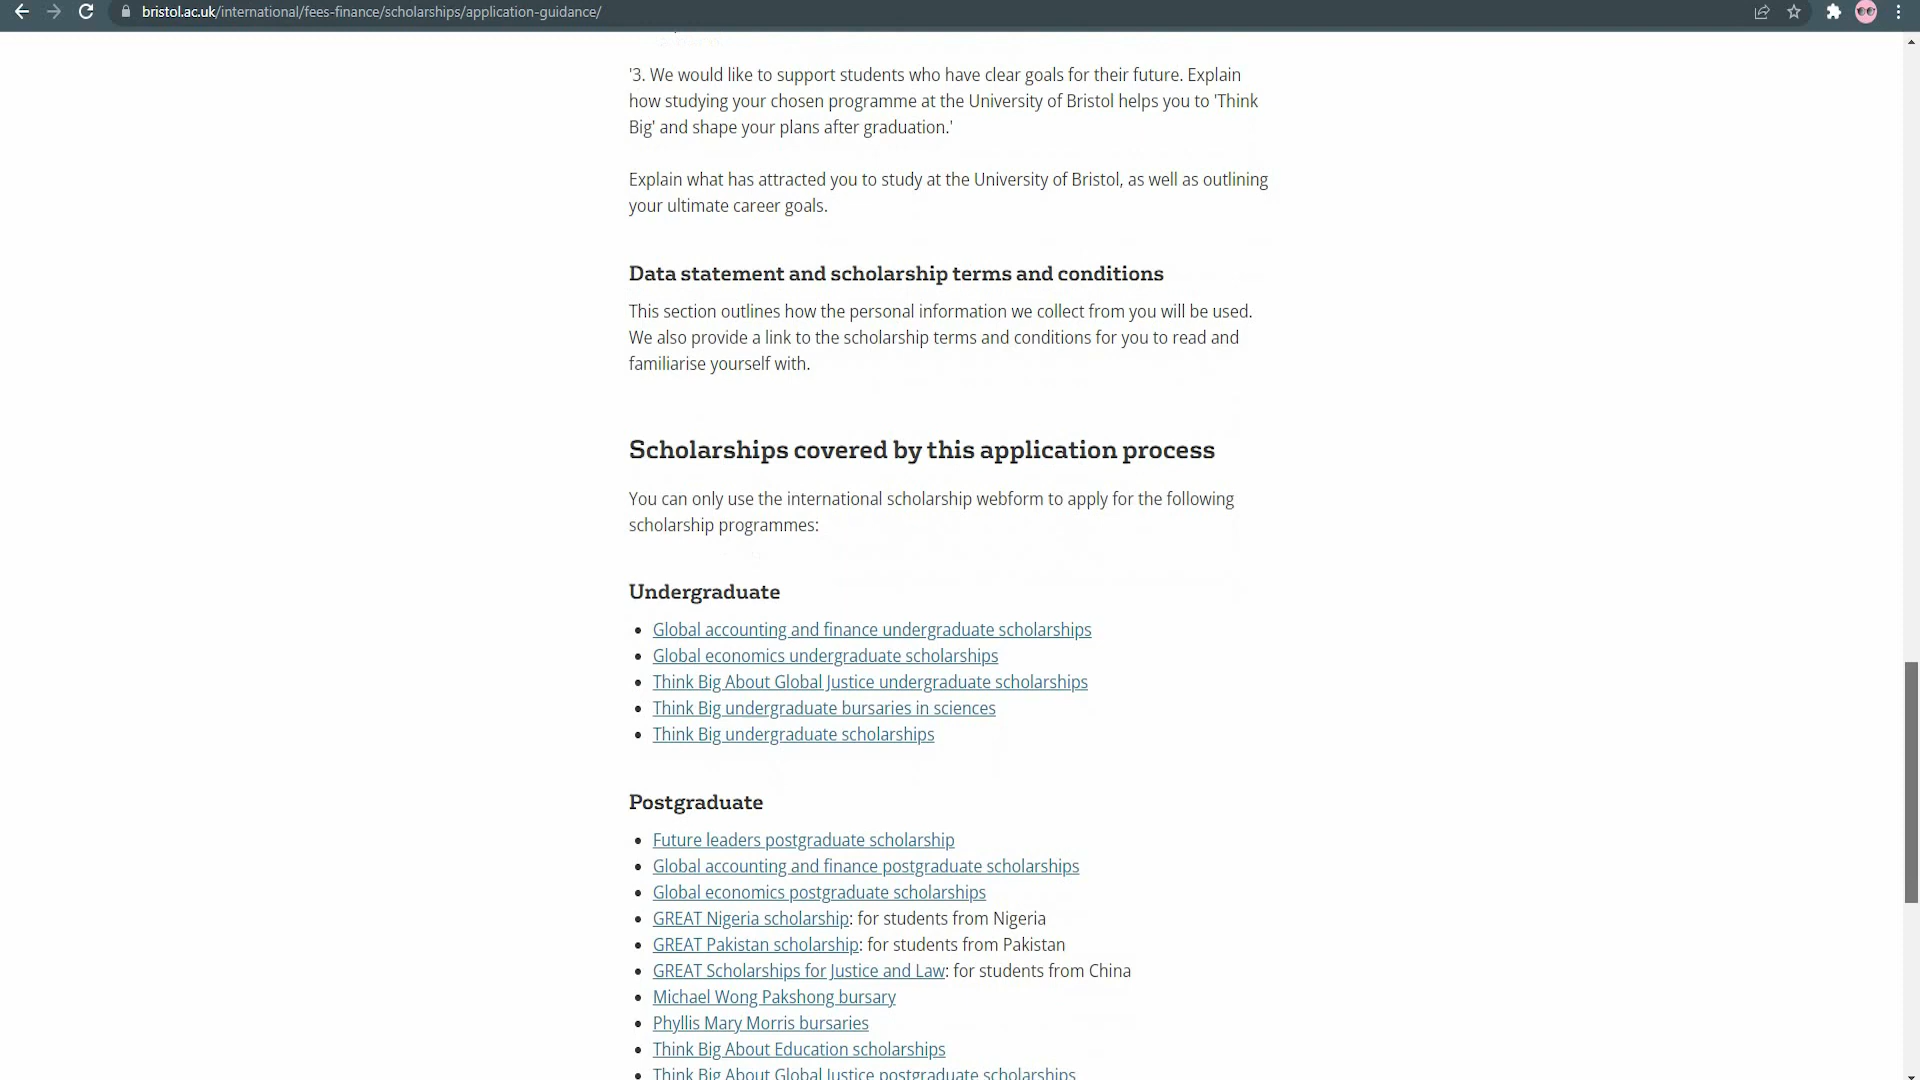 bristol.ac.uk/international/fees-finance/scholarships/application-guidance/
'3. We would like to support students who have clear goals for their future. Explain
how studying your chosen programme at the University of Bristol helps you to 'Think
Big' and shape your plans after graduation.'
Explain what has attracted you to study at the University of Bristol, as well as outlining
your ultimate career goals.
Data statement and scholarship terms and conditions
This section outlines how the personal information we collect from you will be used.
We also provide a link to the scholarship terms and conditions for you to read and
familiarise yourself with.
Scholarships covered by this application process
You can only use the international scholarship webform to apply for the following
scholarship programmes:
Undergraduate
• Global accounting and finance undergraduate scholarships
• Global economics undergraduate scholarships
• Think Big About Global Justice undergraduate scholarships
• Think Big undergraduate bursaries in sciences
• Think Big undergraduate scholarships
Postgraduate
• Future leaders postgraduate scholarship
• Global accounting and finance postgraduate scholarships
• Global economics postgraduate scholarships
• GREAT Nigeria scholarship: for students from Nigeria
• GREAT Pakistan scholarship: for students from Pakistan
• GREAT Scholarships for Justice and Law: for students from China
• Michael Wong Pakshong bursary
• Phyllis Mary Morris bursaries
• Think Big About Education scholarships
• Think Big About Global Justice postgraduate scholarships